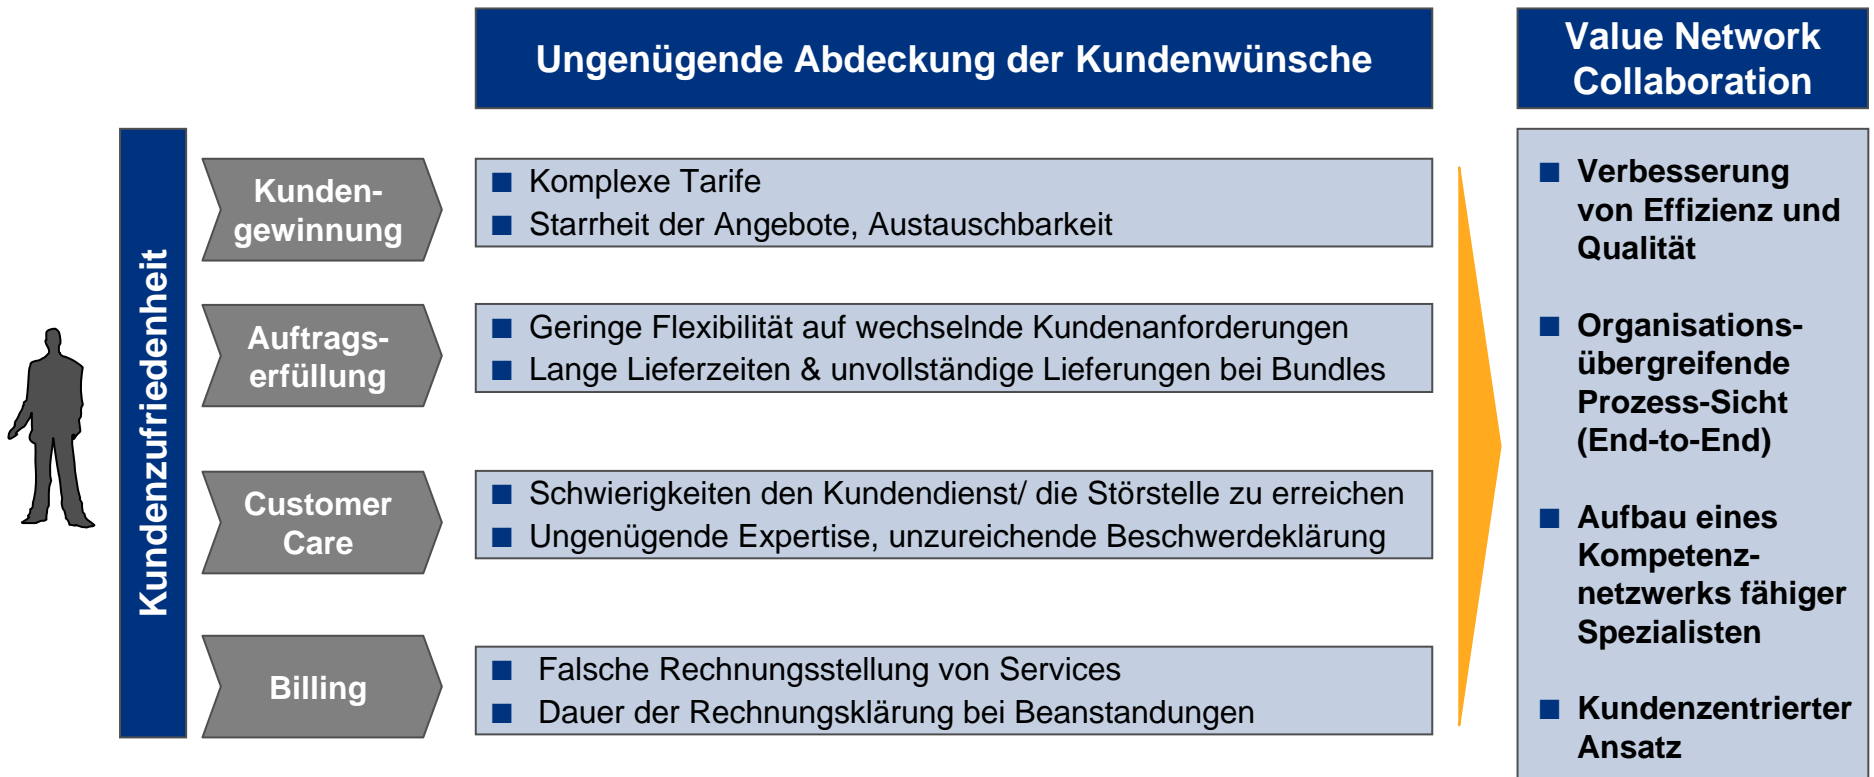 Ungenügende Abdeckung der Kundenwünsche
Value Network
Collaboration
Kundenzufriedenheit
Kunden-
gewinnung
Komplexe Tarife
Starrheit der Angebote, Austauschbarkeit
Auftrags-
erfüllung
Geringe Flexibilität auf wechselnde Kundenanforderungen
Lange Lieferzeiten & unvollständige Lieferungen bei Bundles
Customer
Care
Schwierigkeiten den Kundendienst/ die Störstelle zu erreichen
Ungenügende Expertise, unzureichende Beschwerdeklärung
Billing
Falsche Rechnungsstellung von Services
Dauer der Rechnungsklärung bei Beanstandungen
Verbesserung
von Effizienz und
Qualität
Organisations-
übergreifende
Prozess-Sicht
(End-to-End)
Aufbau eines
Kompetenz-
netzwerks fähiger
Spezialisten
Kundenzentrierter
Ansatz